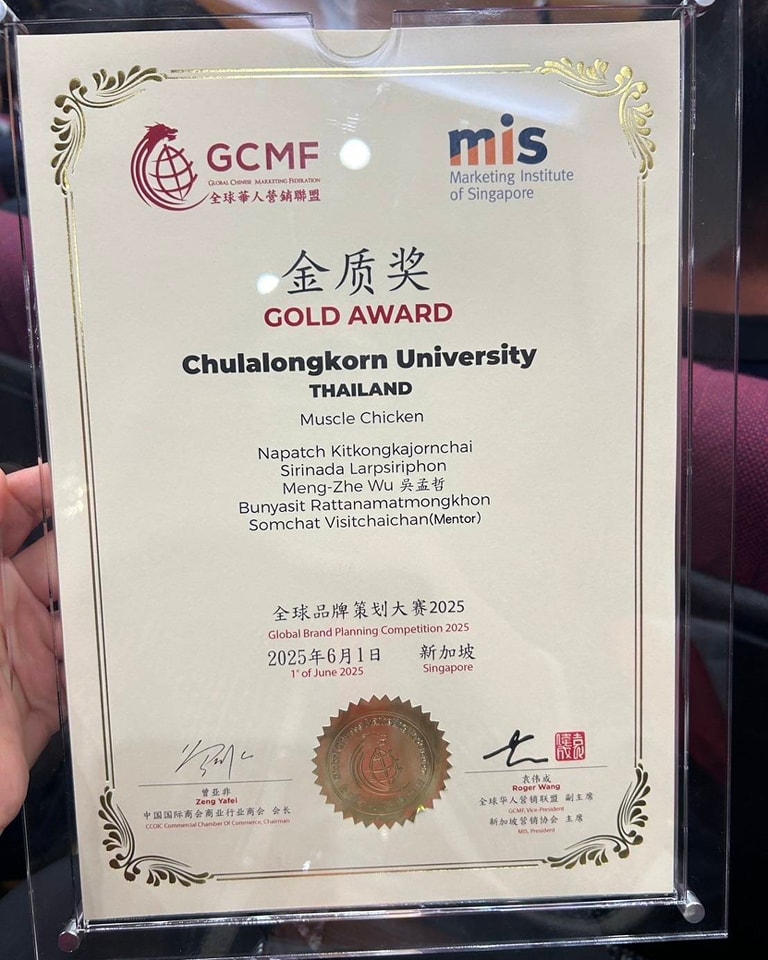 GCMF
GLOBAL CHINESE MARKETING FEDERATION
全球華人營銷聯盟
mis
Marketing Institute
of Singapore
金质奖
GOLD AWARD
Chulalongkorn University
THAILAND
Muscle Chicken
Napatch Kitkongkajornchai
Sirinada Larpsiriphon
Meng-Zhe Wu 吳孟哲
Bunyasit Rattanamatmongkhon
Somchat Visitchaichan(Mentor)
全球品牌策划大赛2025
Global Brand Planning Competition 2025
2025年6月1日 新加坡
1st of June 2025 Singapore
曾亚非
Zeng Yafei
中国国际商会商业行业商会 会长
CCOIC Commercial Chamber Of Commerce, Chairman
袁伟成
Roger Wang
全球华人营销联盟 副主席
GCMF, Vice-President
新加坡营销协会 主席
MIS, President